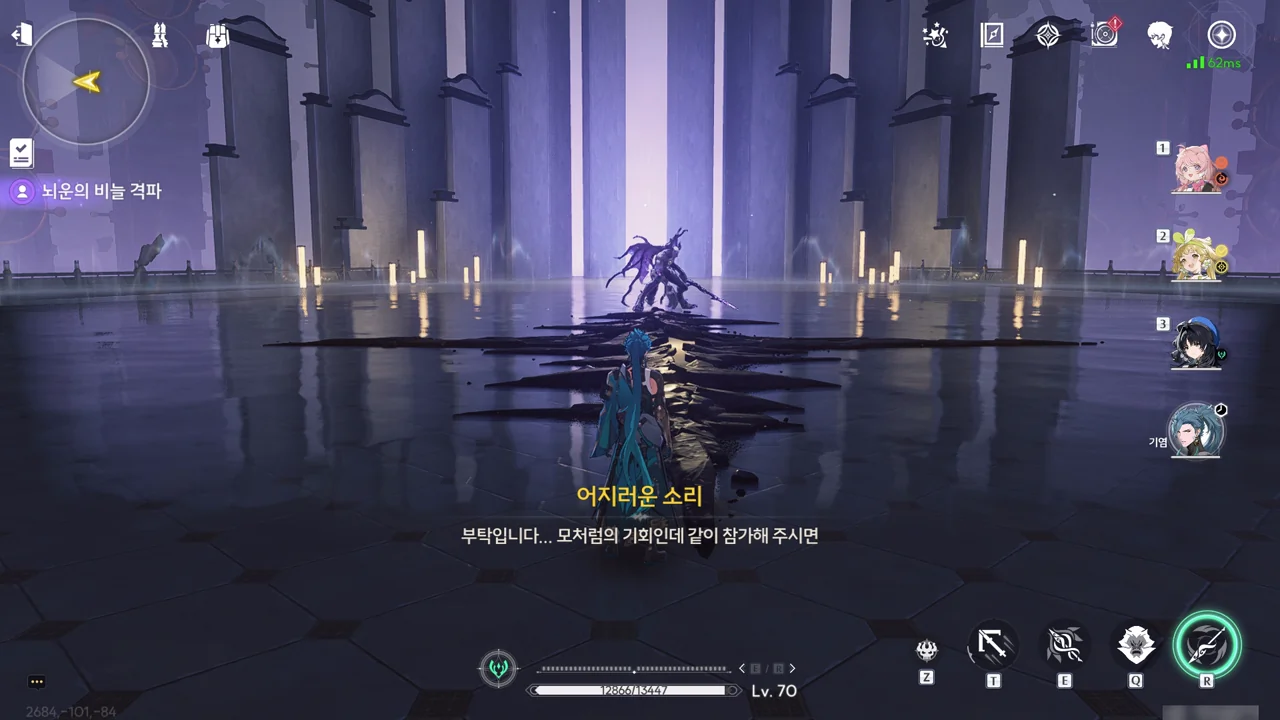 62ms
뇌운의 비늘 격파
1
2
3
기염
어지러운 소리
부탁입니다... 모처럼의 기회인데 같이 참가해 주시면
E / R
12866/13447
Lv. 70
Z
T
E
Q
R
2684,-101,-84